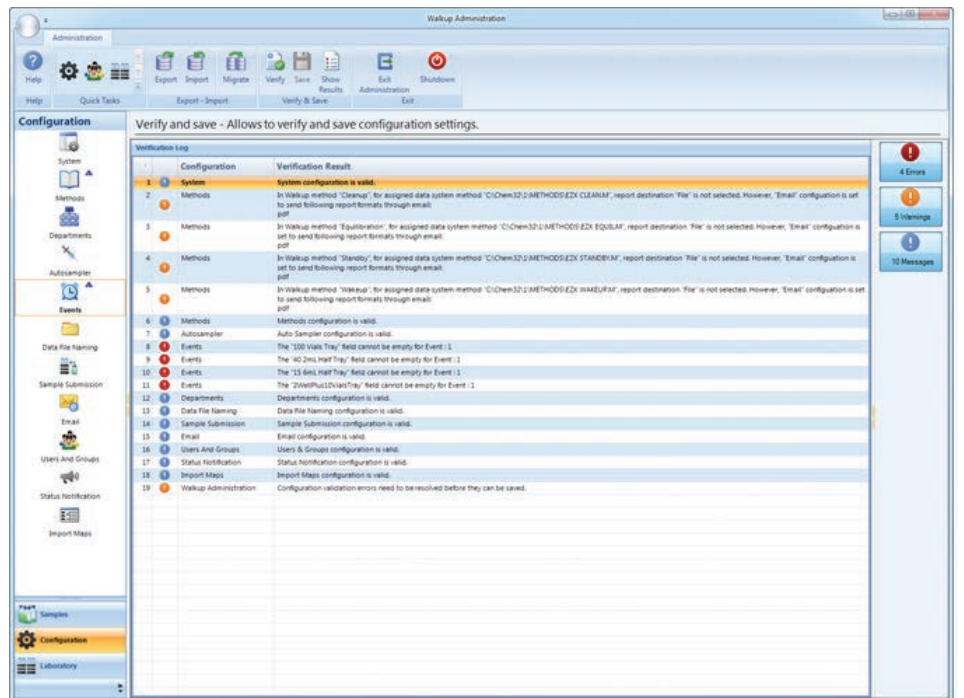 Walkup Administration
Administration
Help
Export
Import
Migrate
Verify
Save
Show Results
Exit Administration
Shutdown
Help
Quick Tasks
Export - Import
Verify & Save
Exit
Configuration
System
Methods
Departments
Autosampler
Events
Data File Naming
Sample Submission
Email
Users And Groups
Status Notification
Import Maps
Samples
Configuration
Laboratory
Verify and save - Allows to verify and save configuration settings.
Verification Log
Configuration Verification Result
1 System System configuration is valid.
2 Methods In Walkup method "Cleanup", for assigned data system method "C:\Chem32\1\METHODS\EZX CLEAN.M", report destination "File" is not selected. However, "Email" configuation is set
to send following report formats through email:
pdf
3 Methods In Walkup method "Equilibration", for assigned data system method "C:\Chem32\1\METHODS\EZX EQUIL.M", report destination "File" is not selected. However, "Email" configuation is
set to send following report formats through email:
pdf
4 Methods In Walkup method "Standby", for assigned data system method "C:\Chem32\1\METHODS\EZX STANDBY.M", report destination "File" is not selected. However, "Email" configuation is
set to send following report formats through email:
pdf
5 Methods In Walkup method "Wakeup", for assigned data system method "C:\Chem32\1\METHODS\EZX WAKEUP.M", report destination "File" is not selected. However, "Email" configuation is set
to send following report formats through email:
pdf
6 Methods Methods configuration is valid.
7 Autosampler Auto Sampler configuration is valid.
8 Events The "100 Vials Tray" field cannot be empty for Event : 1
9 Events The "40 2mL Half Tray" field cannot be empty for Event : 1
10 Events The "15 6mL Half Tray" field cannot be empty for Event : 1
11 Events The "2WellPlus10VialsTray" field cannot be empty for Event : 1
12 Departments Departments configuration is valid.
13 Data File Naming Data File Naming configuration is valid.
14 Sample Submission Sample Submission configuration is valid.
15 Email Email configuration is valid.
16 Users And Groups Users & Groups configuration is valid.
17 Status Notification Status Notification configuration is valid.
18 Import Maps Import Maps configuration is valid.
19 Walkup Administration Configuration validation errors need to be resolved before they can be saved.
4 Errors
5 Warnings
10 Messages